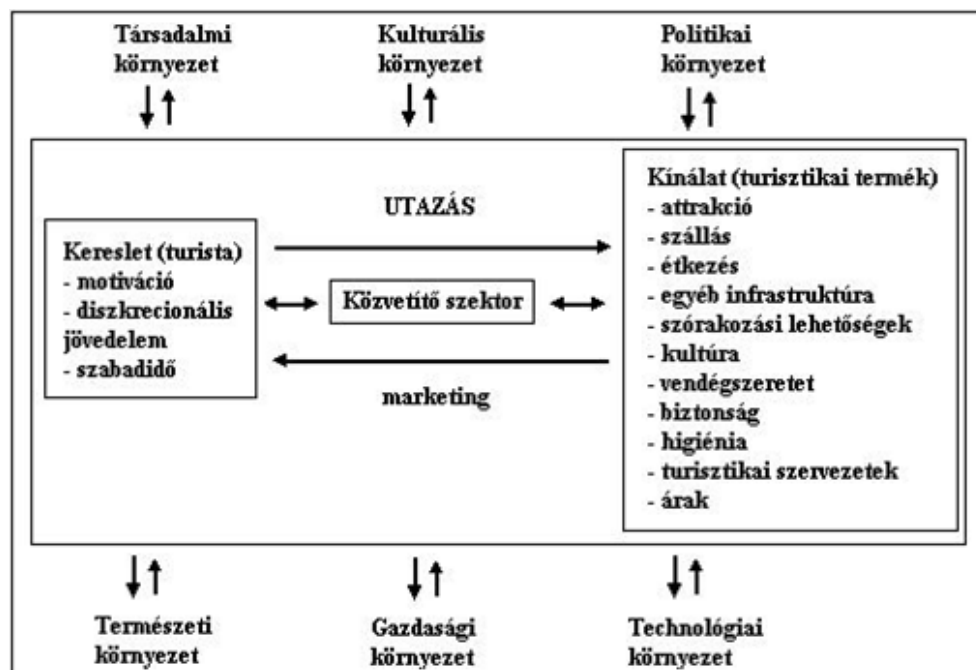 Társadalmi
környezet
Kulturális
környezet
Politikai
környezet
Kereslet (turista)
- motiváció
- diszkrecionális
jövedelem
- szabadidő
UTAZÁS
Közvetítő szektor
marketing
Kínálat (turisztikai termék)
- attrakció
- szállás
- étkezés
- egyéb infrastruktúra
- szórakozási lehetőségek
- kultúra
- vendégszeretet
- biztonság
- higiénia
- turisztikai szervezetek
- árak
Természeti
környezet
Gazdasági
környezet
Technológiai
környezet